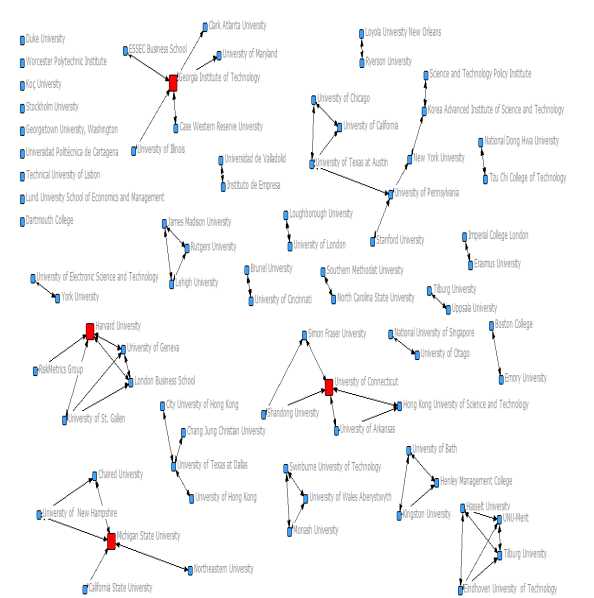 Clark Atlanta University
Loyola University New Orleans
Duke University
ESSEC Business School
University of Maryland
Worcester Polytechnic Institute
Ryerson University
Georgia Institute of Technology
Science and Technology Policy Institute
Koç University
University of Chicago
Stockholm University
Korea Advanced Institute of Science and Technology
Georgetown University, Washington
Case Western Reserve University
University of California
National Dong Hwa University
Universidad Politécnica de Cartagena
University of Illinois
Universidad de Valladolid
University of Texas at Austin
New York University
Technical University of Lisbon
Tzu Chi College of Technology
Instituto de Empresa
University of Pennsylvania
Lund University School of Economics and Management
Dartmouth College
James Madison University
Loughborough University
Imperial College London
Stanford University
Rutgers University
University of London
Erasmus University
Brunel University
Southern Methodist University
University of Electronic Science and Technology
Lehigh University
Tilburg University
York University
University of Cincinnati
North Carolina State University
Uppsala University
Harvard University
Boston College
Simon Fraser University
National University of Singapore
University of Geneva
University of Otago
RiskMetrics Group
London Business School
University of Connecticut
Emory University
City University of Hong Kong
Hong Kong University of Science and Technology
Shandong University
University of St. Gallen
Chang Jung Christian University
University of Arkansas
University of Bath
University of Texas at Dallas
Swinburne University of Technology
Chaired University
Henley Management College
University of Hong Kong
University of Wales Aberystwyth
Hasselt University
University of New Hampshire
Kingston University
UNU-Merit
Monash University
Michigan State University
Tilburg University
Northeastern University
California State University
Eindhoven University of Technology